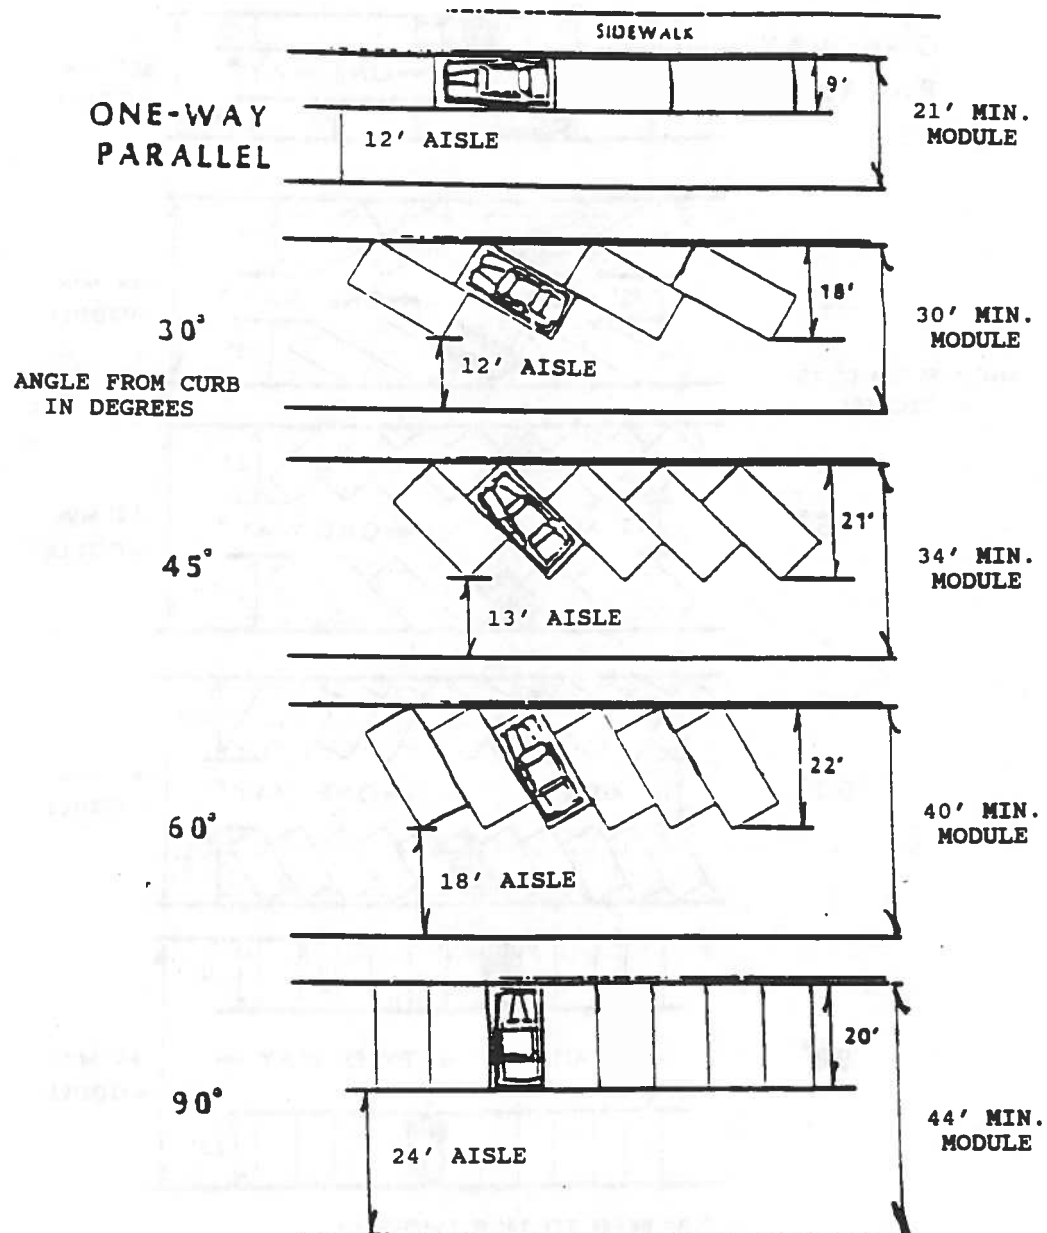 SIDEWALK
9'
ONE-WAY
PARALLEL
12' AISLE
21' MIN.
MODULE
18'
30°
30' MIN.
MODULE
12' AISLE
ANGLE FROM CURB
IN DEGREES
21'
45°
34' MIN.
MODULE
13' AISLE
22'
60°
40' MIN.
MODULE
18' AISLE
20'
90°
44' MIN.
MODULE
24' AISLE